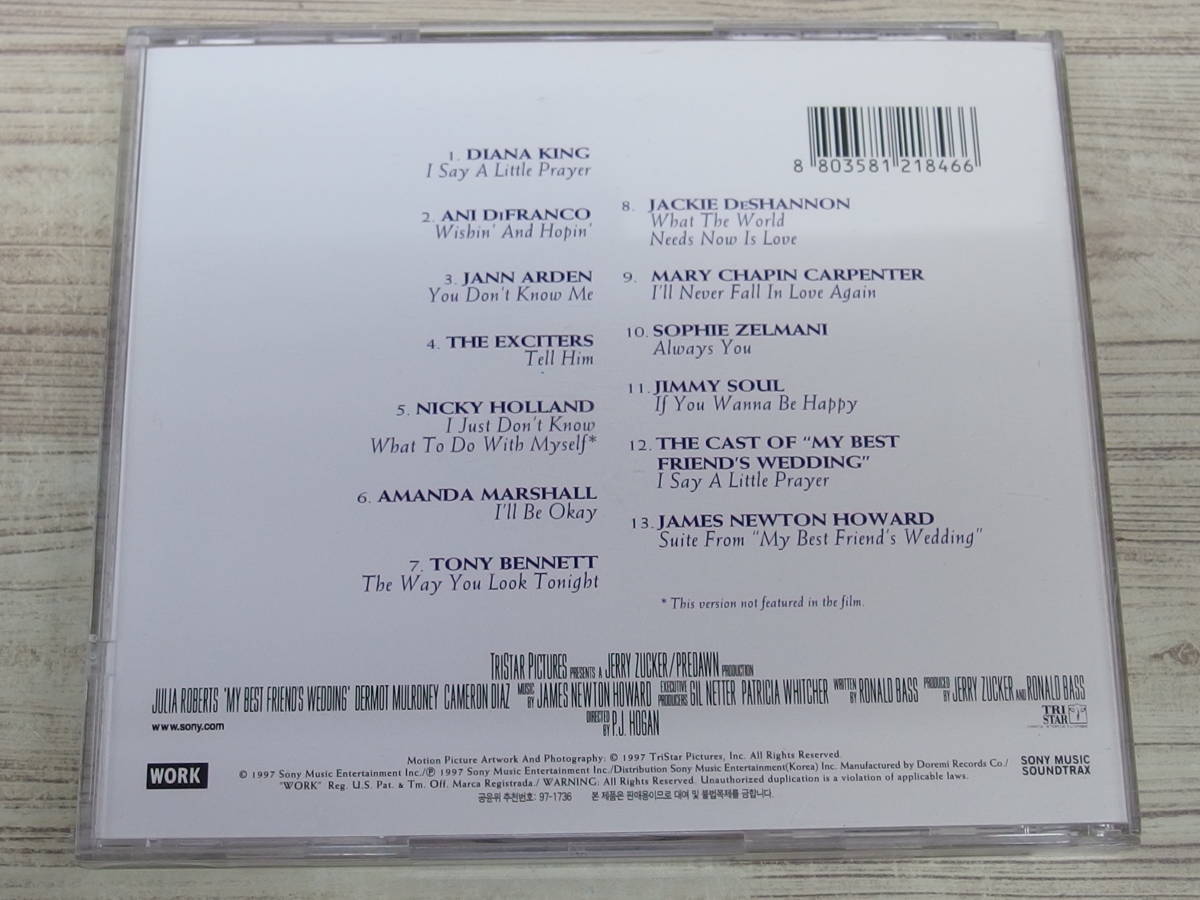 1. DIANA KING
I Say A Little Prayer
2. ANI DIFRANCO
Wishin' And Hopin'
3. JANN ARDEN
You Don't Know Me
4. THE EXCITERS
Tell Him
5. NICKY HOLLAND
I Just Don't Know
What To Do With Myself*
6. AMANDA MARSHALL
I'll Be Okay
7. TONY BENNETT
The Way You Look Tonight
8 803581 218466
8. JACKIE DESHANNON
What The World
Needs Now Is Love
9. MARY CHAPIN CARPENTER
I'll Never Fall In Love Again
10. SOPHIE ZELMANI
Always You
11. JIMMY SOUL
If You Wanna Be Happy
12. THE CAST OF "MY BEST
FRIEND'S WEDDING"
I Say A Little Prayer
13. JAMES NEWTON HOWARD
Suite From "My Best Friend's Wedding"
* This version not featured in the film.
TRISTAR PICTURES PRESENTS A JERRY ZUCKER/PREDAWN PRODUCTION
JULIA ROBERTS "MY BEST FRIEND'S WEDDING" DERMOT MULRONEY CAMERON DIAZ MUSIC BY JAMES NEWTON HOWARD EXECUTIVE PRODUCERS GIL NETTER PATRICIA WHITCHER WRITTEN BY RONALD BASS PRODUCED BY JERRY ZUCKER AND RONALD BASS
DIRECTED BY P.J. HOGAN
www.sony.com
TRI
STAR
Motion Picture Artwork And Photography: © 1997 TriStar Pictures, Inc. All Rights Reserved.
WORK
© 1997 Sony Music Entertainment Inc./℗ 1997 Sony Music Entertainment Inc./Distribution Sony Music Entertainment(Korea) Inc. Manufactured by Doremi Records Co./
"WORK" Reg. U.S. Pat. & Tm. Off. Marca Registrada./ WARNING: All Rights Reserved. Unauthorized duplication is a violation of applicable laws.
공윤위 추천번호: 97-1736 본 제품은 판매용이므로 대여 및 불법복제를 금합니다.
SONY MUSIC
SOUNDTRAX